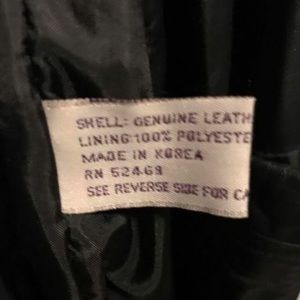 SHELL: GENUINE LEATH
LINING 100% POLYESTE
MADE IN KOREA
RN 52469
SEE REVERSE SIDE FOR CA